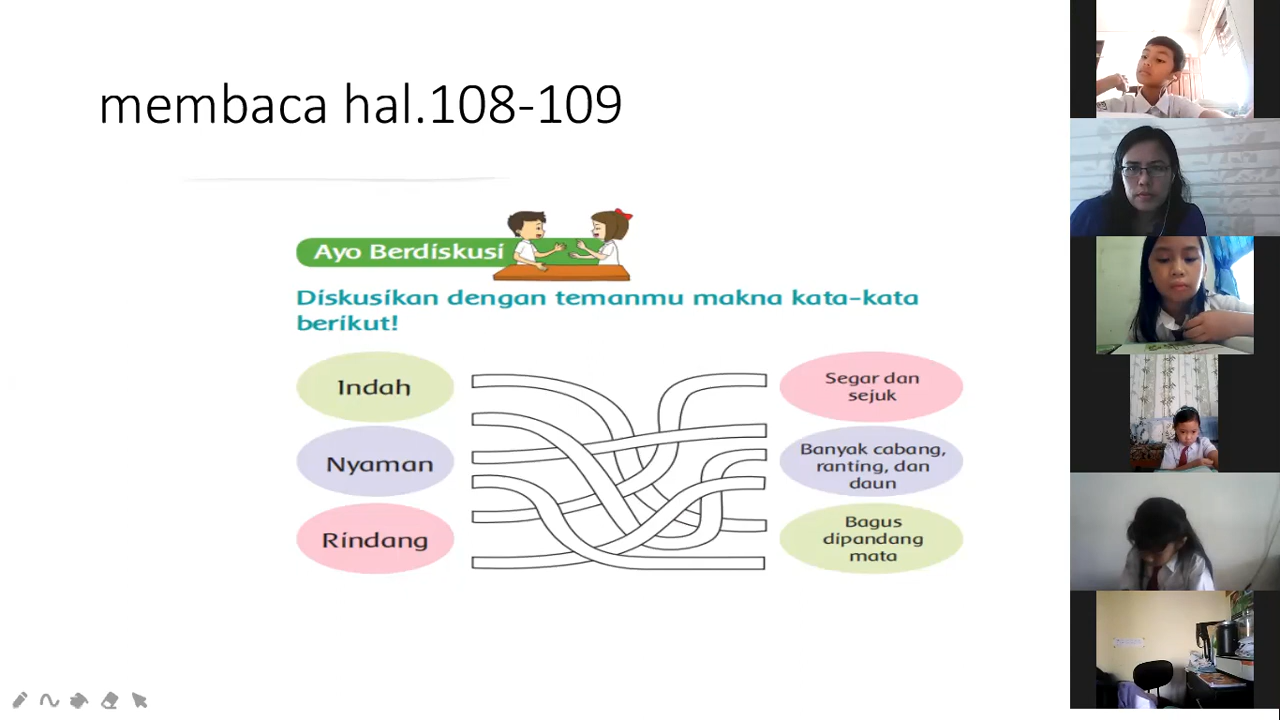 membaca hal.108-109
Ayo Berdiskusi
Diskusikan dengan temanmu makna kata-kata
berikut!
Indah
Nyaman
Rindang
Segar dan
sejuk
Banyak cabang,
ranting, dan
daun
Bagus
dipandang
mata